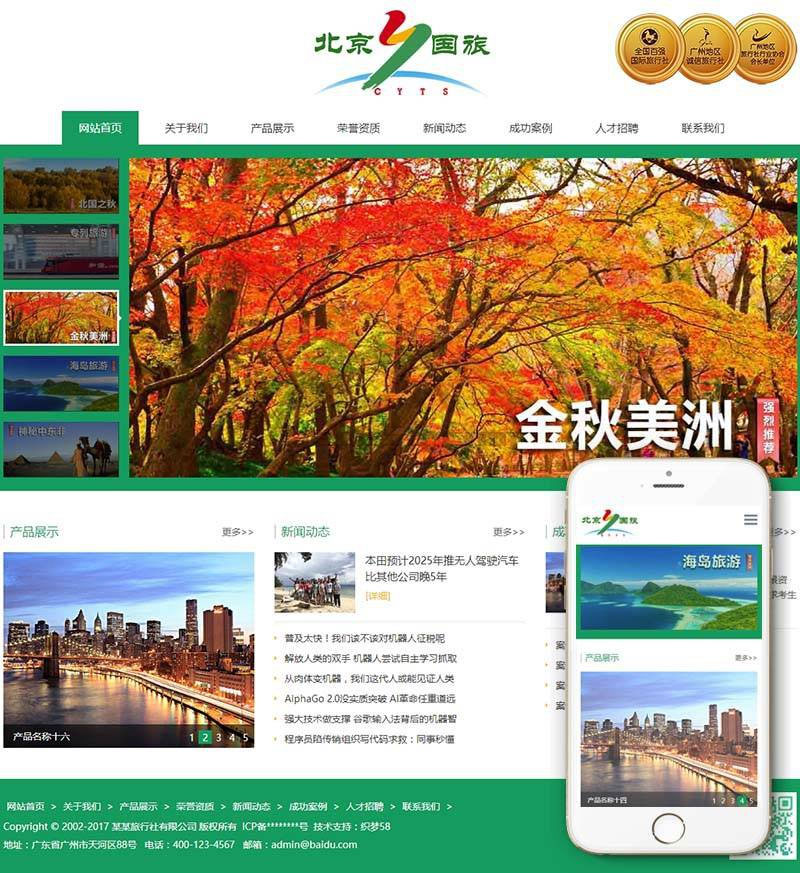 北京国旅
CYTS
全国百强
国际旅行社
广州地区
诚信旅行社
广州地区
旅行社行业协会
会长单位
网站首页 关于我们 产品展示 荣誉资质 新闻动态 成功案例 人才招聘 联系我们
北国之秋
专列旅游
金秋美洲
海岛旅游
神秘中东非
金秋美洲
强烈推荐
产品展示 更多>>
产品名称十六
1 2 3 4 5
新闻动态 更多>>
本田预计2025年推无人驾驶汽车
比其他公司晚5年
[详细]
普及太快！我们该不该对机器人征税呢
解放人类的双手 机器人尝试自主学习抓取
从肉体变机器，我们这代人或能见证人类
AlphaGo 2.0没实质突破 AI革命任重道远
强大技术做支撑 谷歌输入法背后的机器智
程序员陷传销组织写代码求救：同事秒懂
成
多>>
资
考生
案
案
案
案
北京国旅
海岛旅游
产品展示 更多>>
产品名称十四
1 2 3 4 5
网站首页 > 关于我们 > 产品展示 > 荣誉资质 > 新闻动态 > 成功案例 > 人才招聘 > 联系我们 >
Copyright © 2002-2017 某某旅行社有限公司 版权所有 ICP备********号 技术支持：织梦58
地址：广东省广州市天河区88号 电话：400-123-4567 邮箱：admin@baidu.com